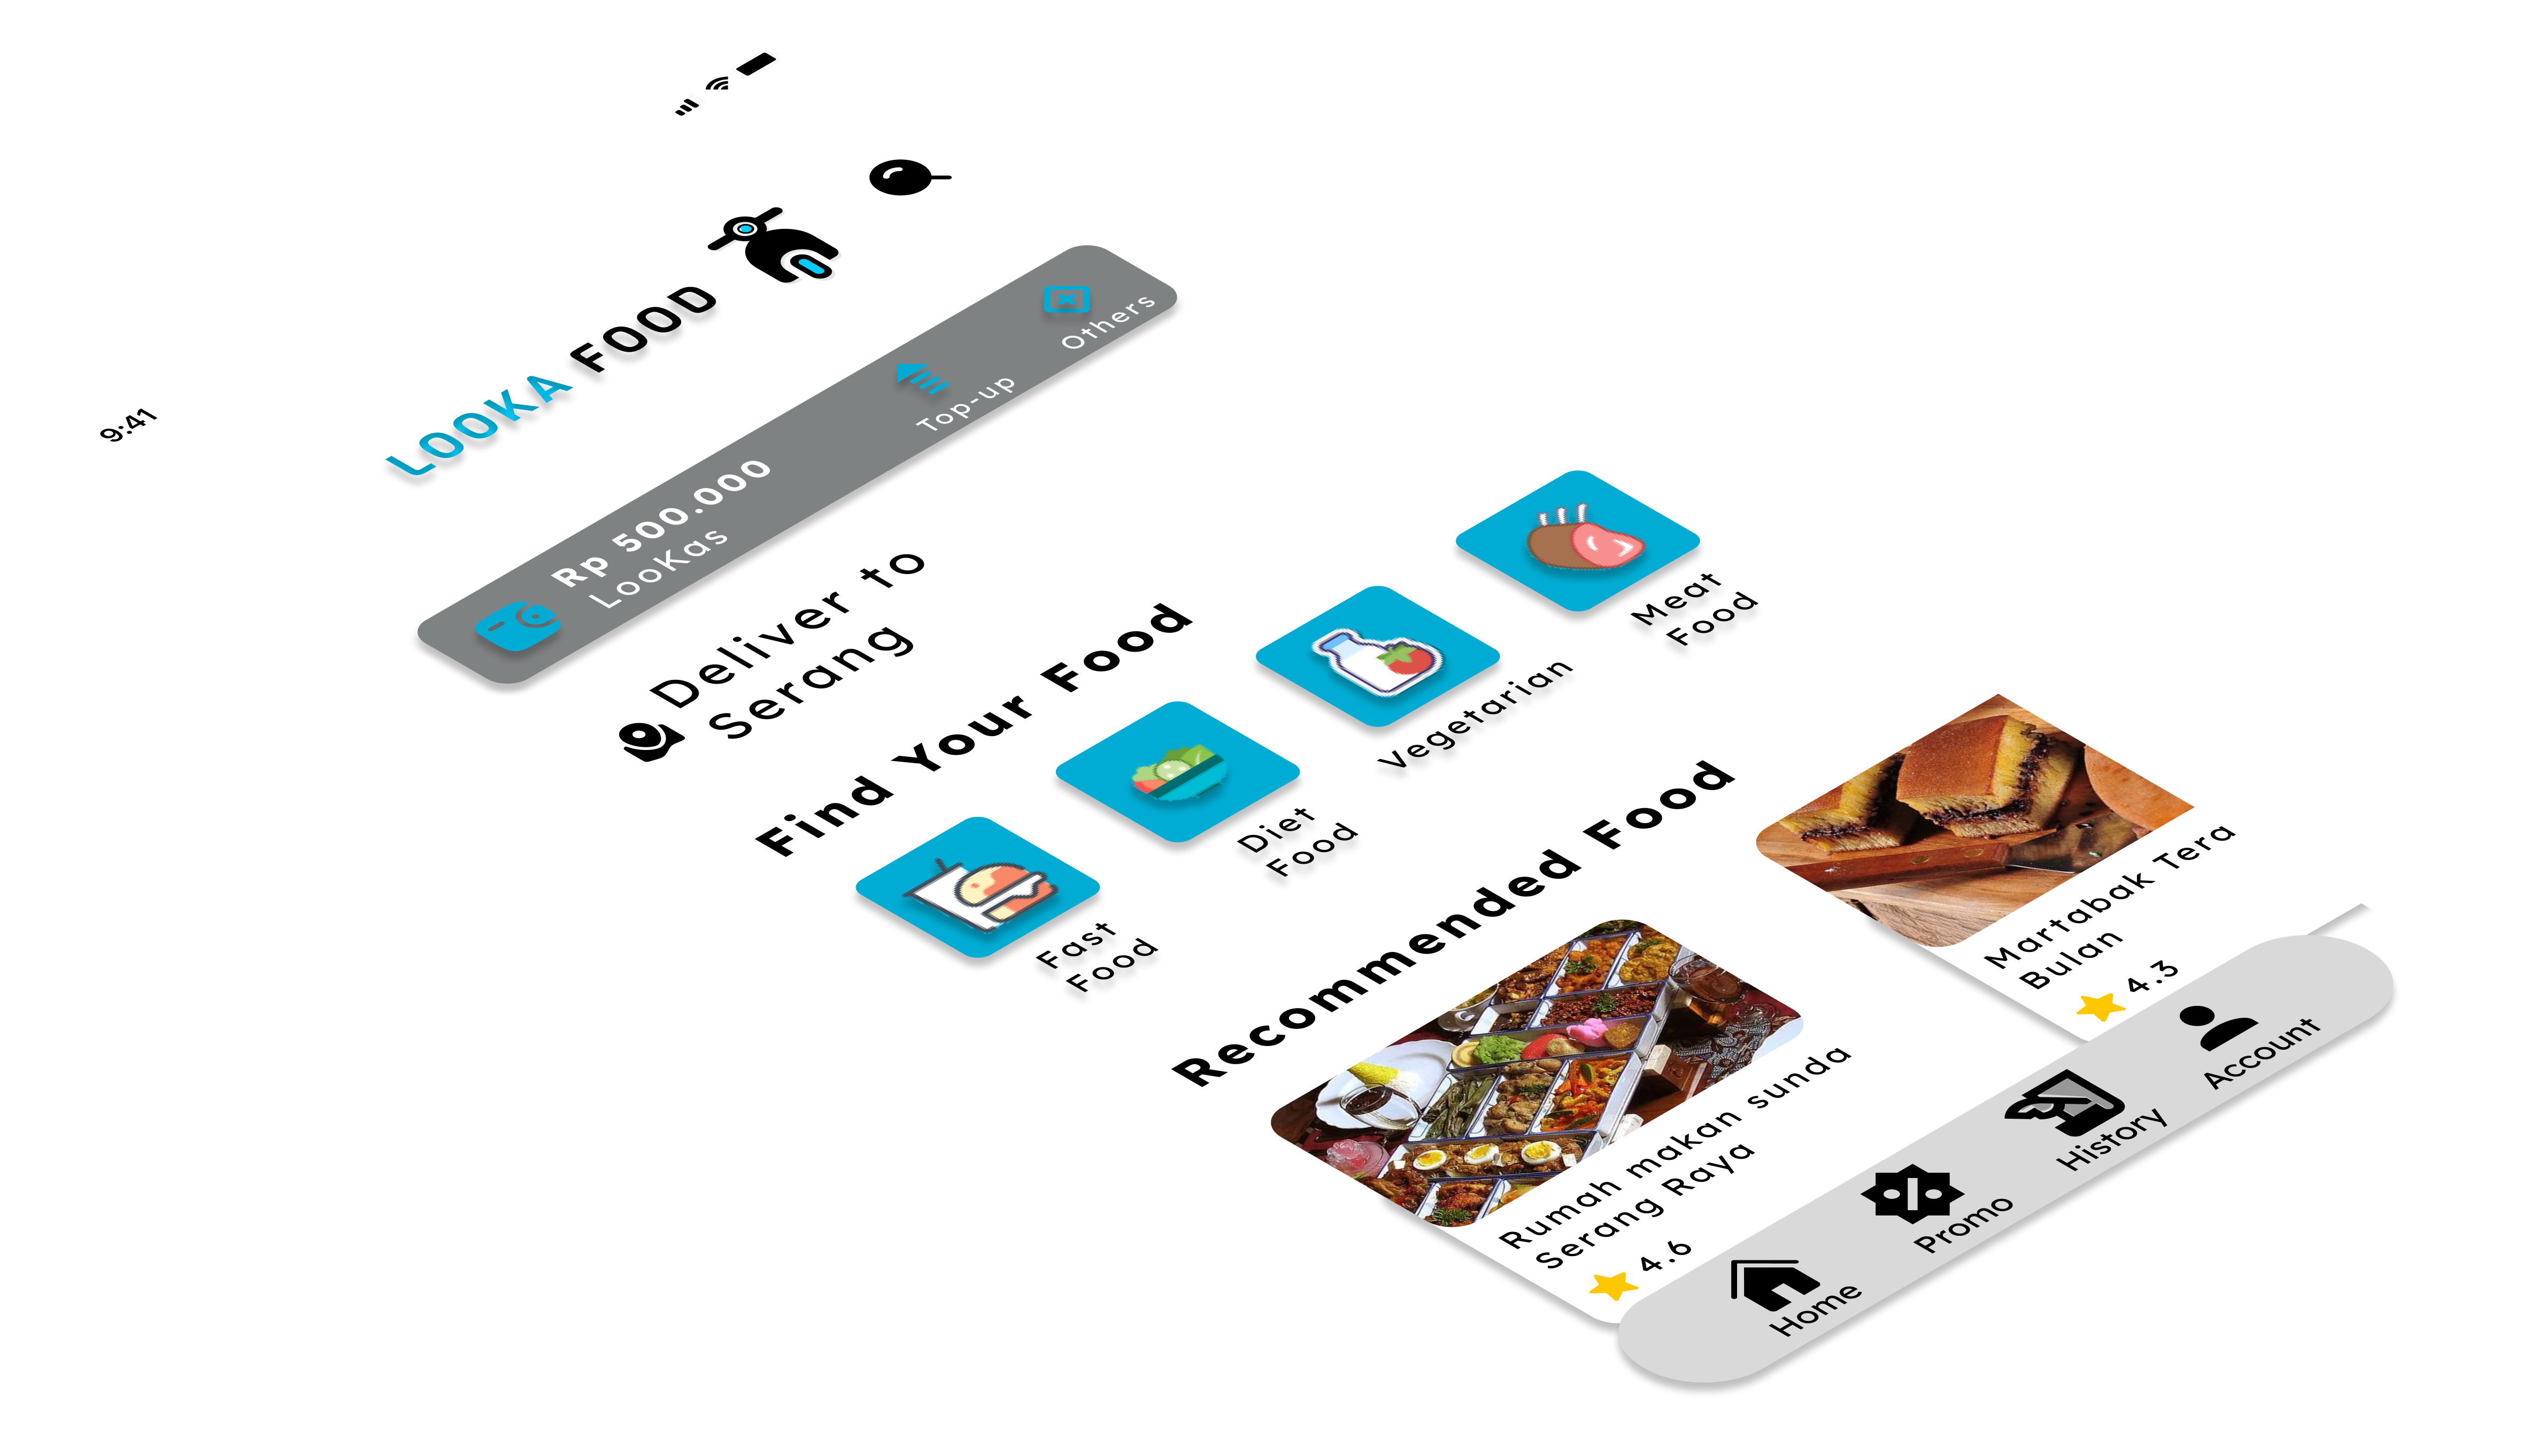 9:41
LOOKA FOOD
Rp 500.000
LooKas
Top-up
Others
Deliver to
Serang
Find Your Food
Fast
Food
Diet
Food
Vegetarian
Meat
Food
Recommended Food
Rumah makan sunda
Serang Raya
4.6
Martabak Tera
Bulan
4.3
Home
Promo
History
Account